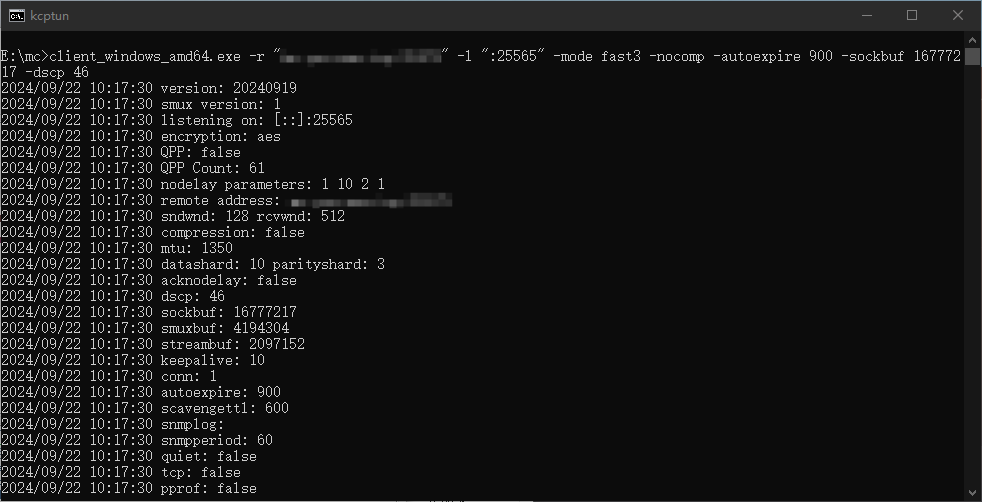 kcptun
E:\mc>client_windows_amd64.exe -r "" -l ":25565" -mode fast3 -nocomp -autoexpire 900 -sockbuf 167772
17 -dscp 46
2024/09/22 10:17:30 version: 20240919
2024/09/22 10:17:30 smux version: 1
2024/09/22 10:17:30 listening on: [::]:25565
2024/09/22 10:17:30 encryption: aes
2024/09/22 10:17:30 QPP: false
2024/09/22 10:17:30 QPP Count: 61
2024/09/22 10:17:30 nodelay parameters: 1 10 2 1
2024/09/22 10:17:30 remote address:
2024/09/22 10:17:30 sndwnd: 128 rcvwnd: 512
2024/09/22 10:17:30 compression: false
2024/09/22 10:17:30 mtu: 1350
2024/09/22 10:17:30 datashard: 10 parityshard: 3
2024/09/22 10:17:30 acknodelay: false
2024/09/22 10:17:30 dscp: 46
2024/09/22 10:17:30 sockbuf: 16777217
2024/09/22 10:17:30 smuxbuf: 4194304
2024/09/22 10:17:30 streambuf: 2097152
2024/09/22 10:17:30 keepalive: 10
2024/09/22 10:17:30 conn: 1
2024/09/22 10:17:30 autoexpire: 900
2024/09/22 10:17:30 scavengettl: 600
2024/09/22 10:17:30 snmplog:
2024/09/22 10:17:30 snmpperiod: 60
2024/09/22 10:17:30 quiet: false
2024/09/22 10:17:30 tcp: false
2024/09/22 10:17:30 pprof: false